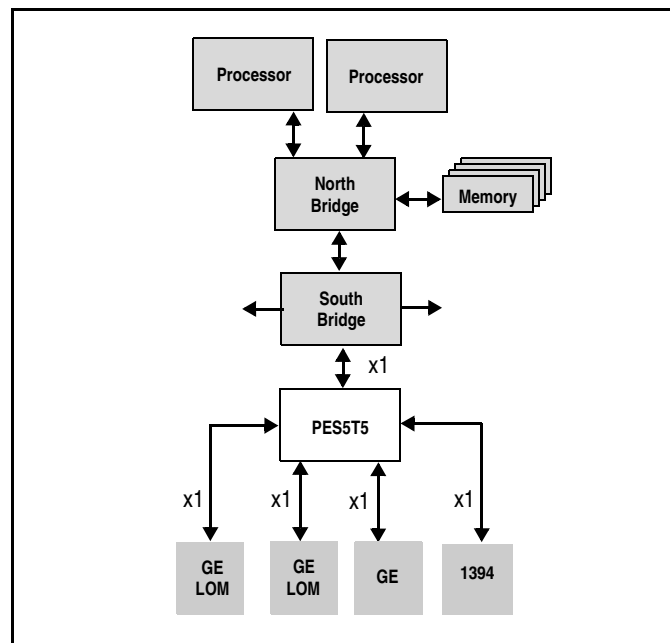 Processor
Processor
North
Bridge
Memory
South
Bridge
x1
PES5T5
x1
x1
x1
x1
GE
LOM
GE
LOM
GE
1394